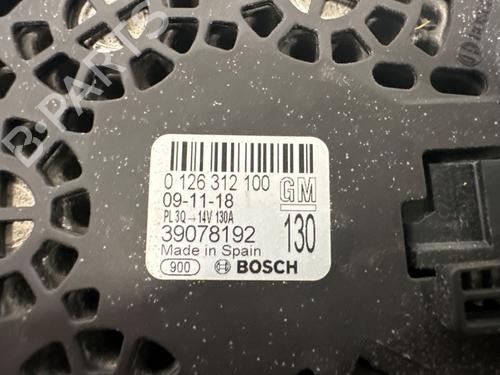 B-PARTS
0 126 312 100
GM
09-11-18
PL 3Q → 14V 130A
39078192
130
Made in Spain
900
BOSCH